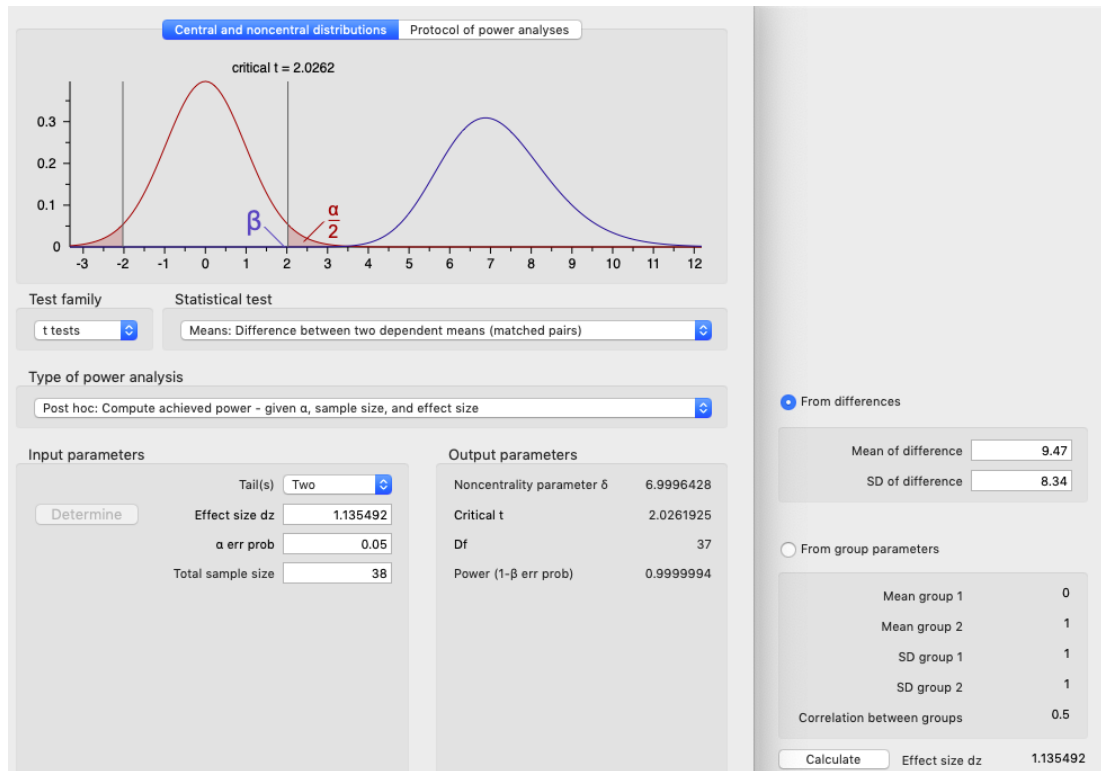 Central and noncentral distributions Protocol of power analyses
critical t = 2.0262
0.3
0.2
0.1
0
β
α
2
-3 -2 -1 0 1 2 3 4 5 6 7 8 9 10 11 12
Test family Statistical test
t tests Means: Difference between two dependent means (matched pairs)
Type of power analysis
Post hoc: Compute achieved power - given α, sample size, and effect size
Input parameters Output parameters
Tail(s) Two Noncentrality parameter δ 6.9996428
Determine Effect size dz 1.135492 Critical t 2.0261925
α err prob 0.05 Df 37
Total sample size 38 Power (1-β err prob) 0.9999994
From differences
Mean of difference 9.47
SD of difference 8.34
From group parameters
Mean group 1 0
Mean group 2 1
SD group 1 1
SD group 2 1
Correlation between groups 0.5
Calculate Effect size dz 1.135492